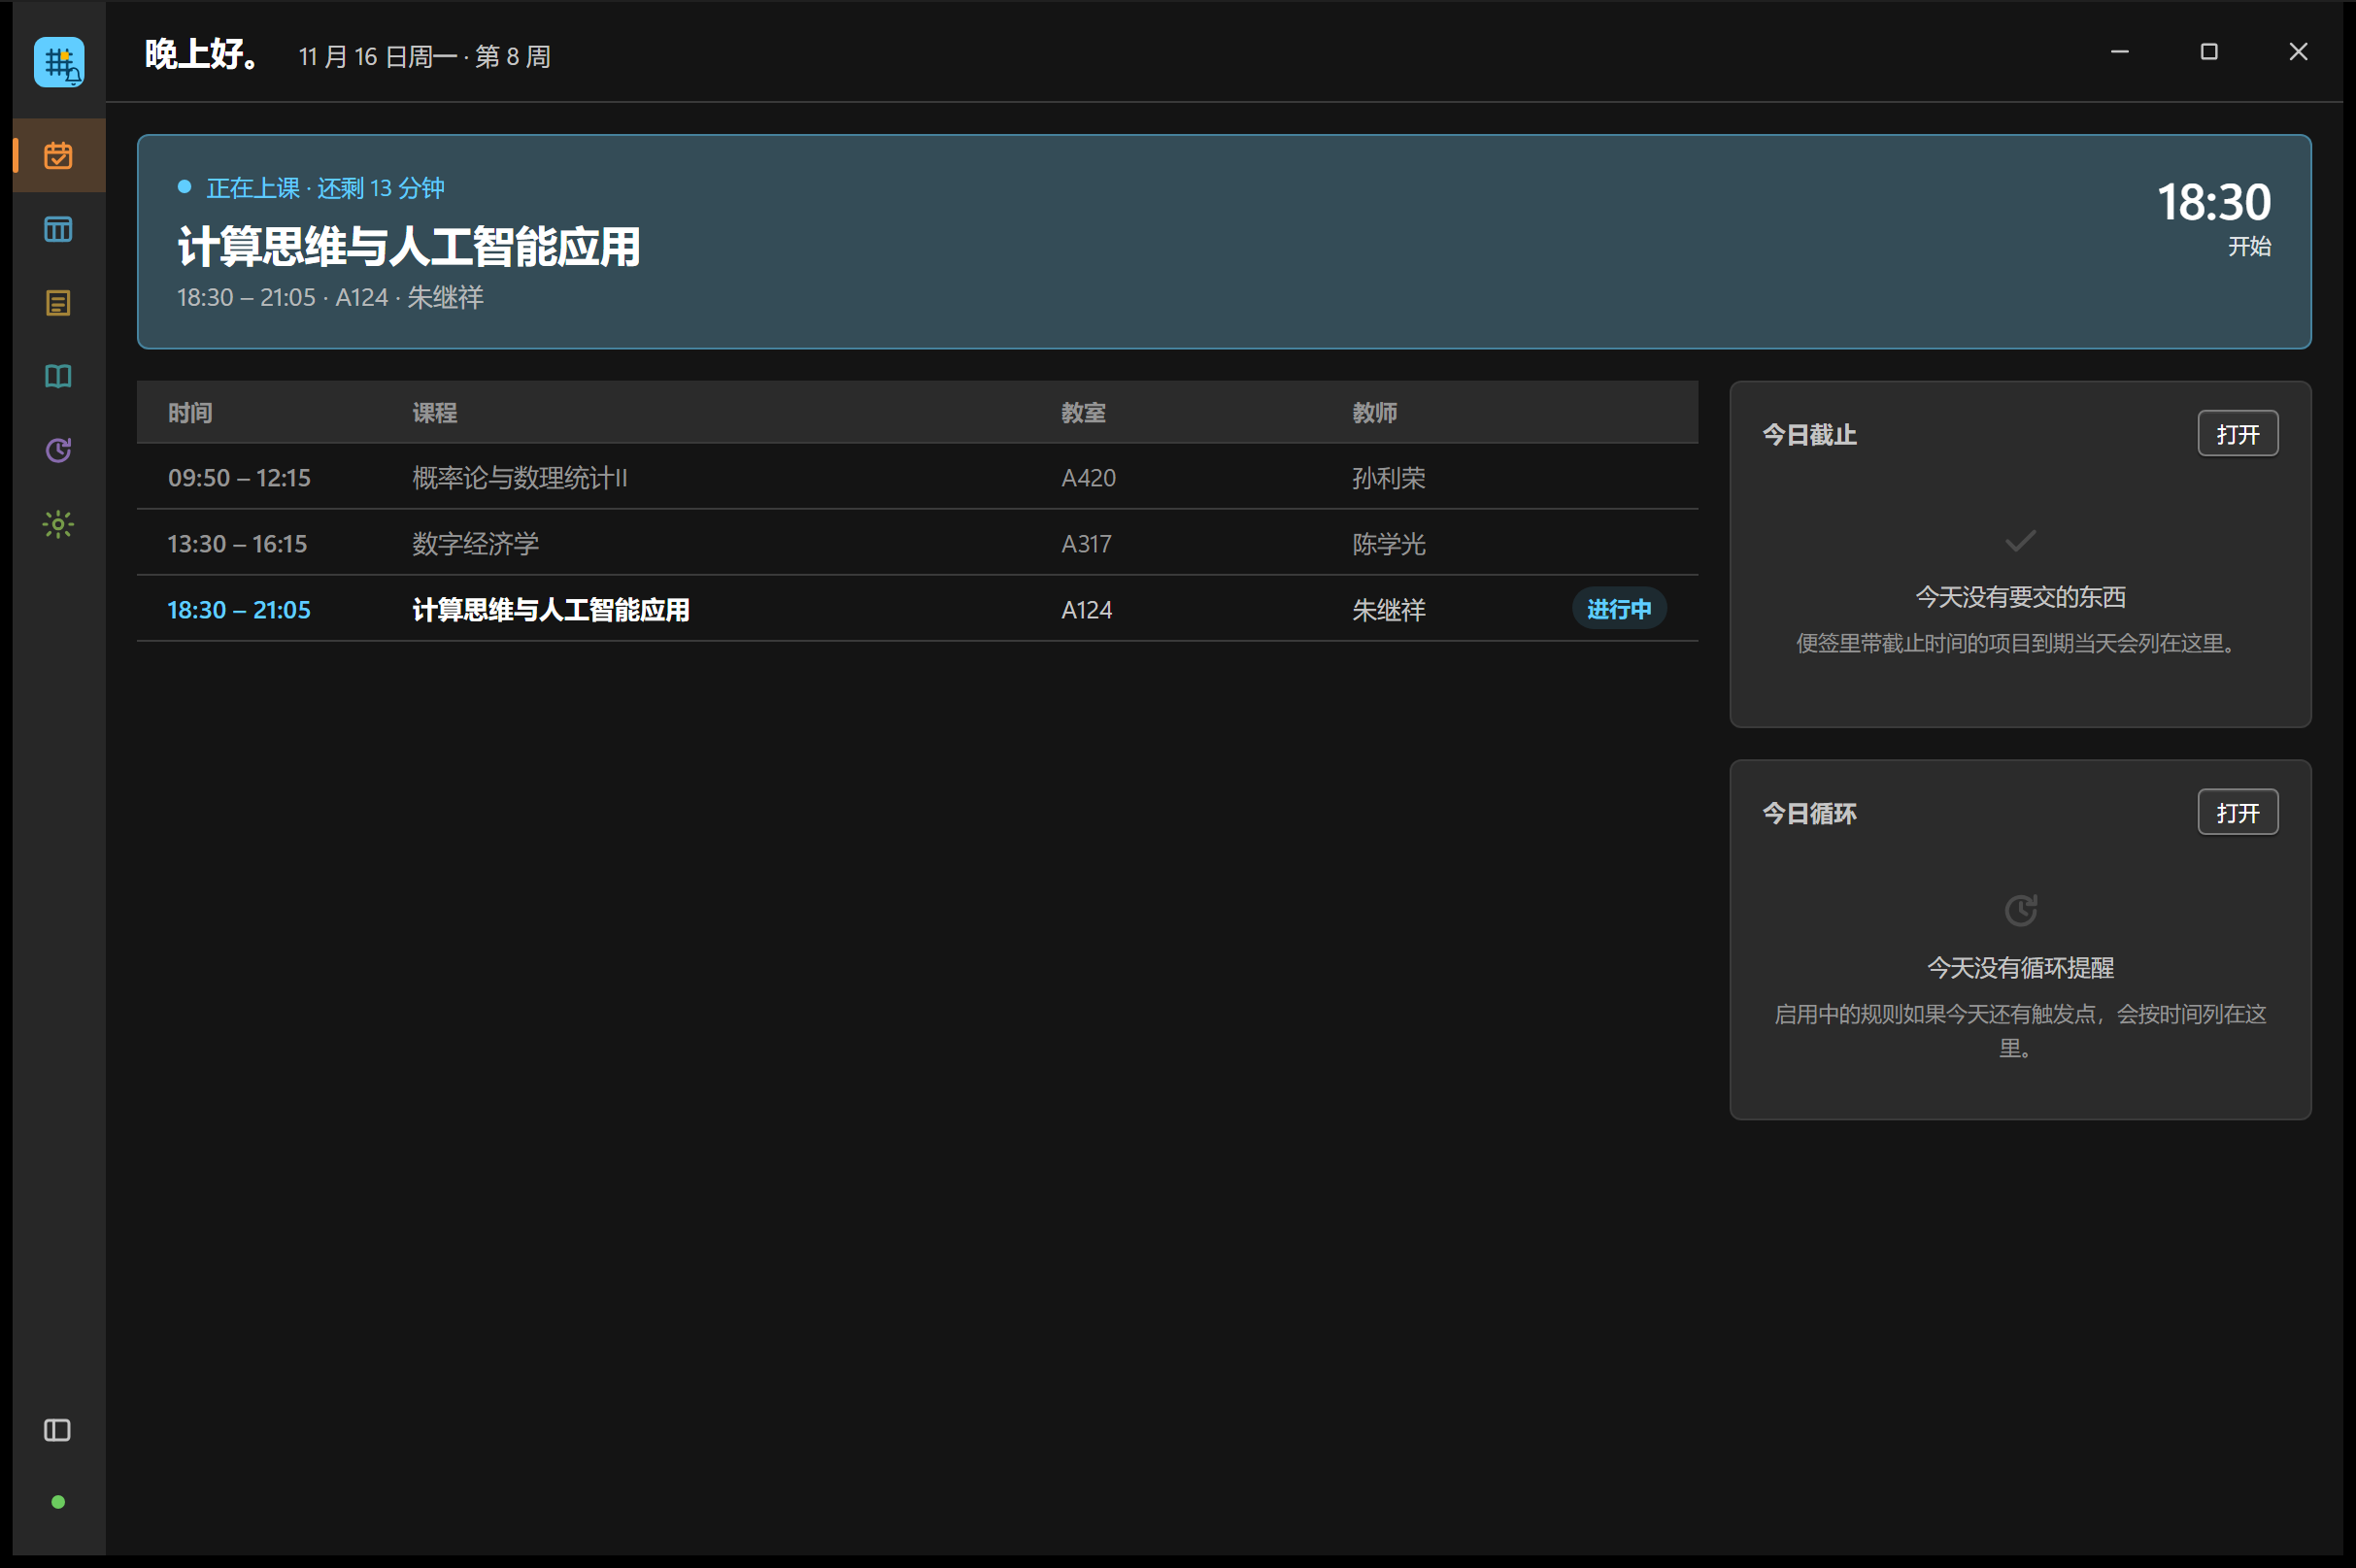 晚上好。 11 月 16 日周一 · 第 8 周
正在上课 · 还剩 13 分钟
计算思维与人工智能应用
18:30 – 21:05 · A124 · 朱继祥
18:30
开始
时间 课程 教室 教师
09:50 – 12:15 概率论与数理统计II A420 孙利荣
13:30 – 16:15 数字经济学 A317 陈学光
18:30 – 21:05 计算思维与人工智能应用 A124 朱继祥 进行中
今日截止 打开
今天没有要交的东西
便签里带截止时间的项目到期当天会列在这里。
今日循环 打开
今天没有循环提醒
启用中的规则如果今天还有触发点，会按时间列在这
里。